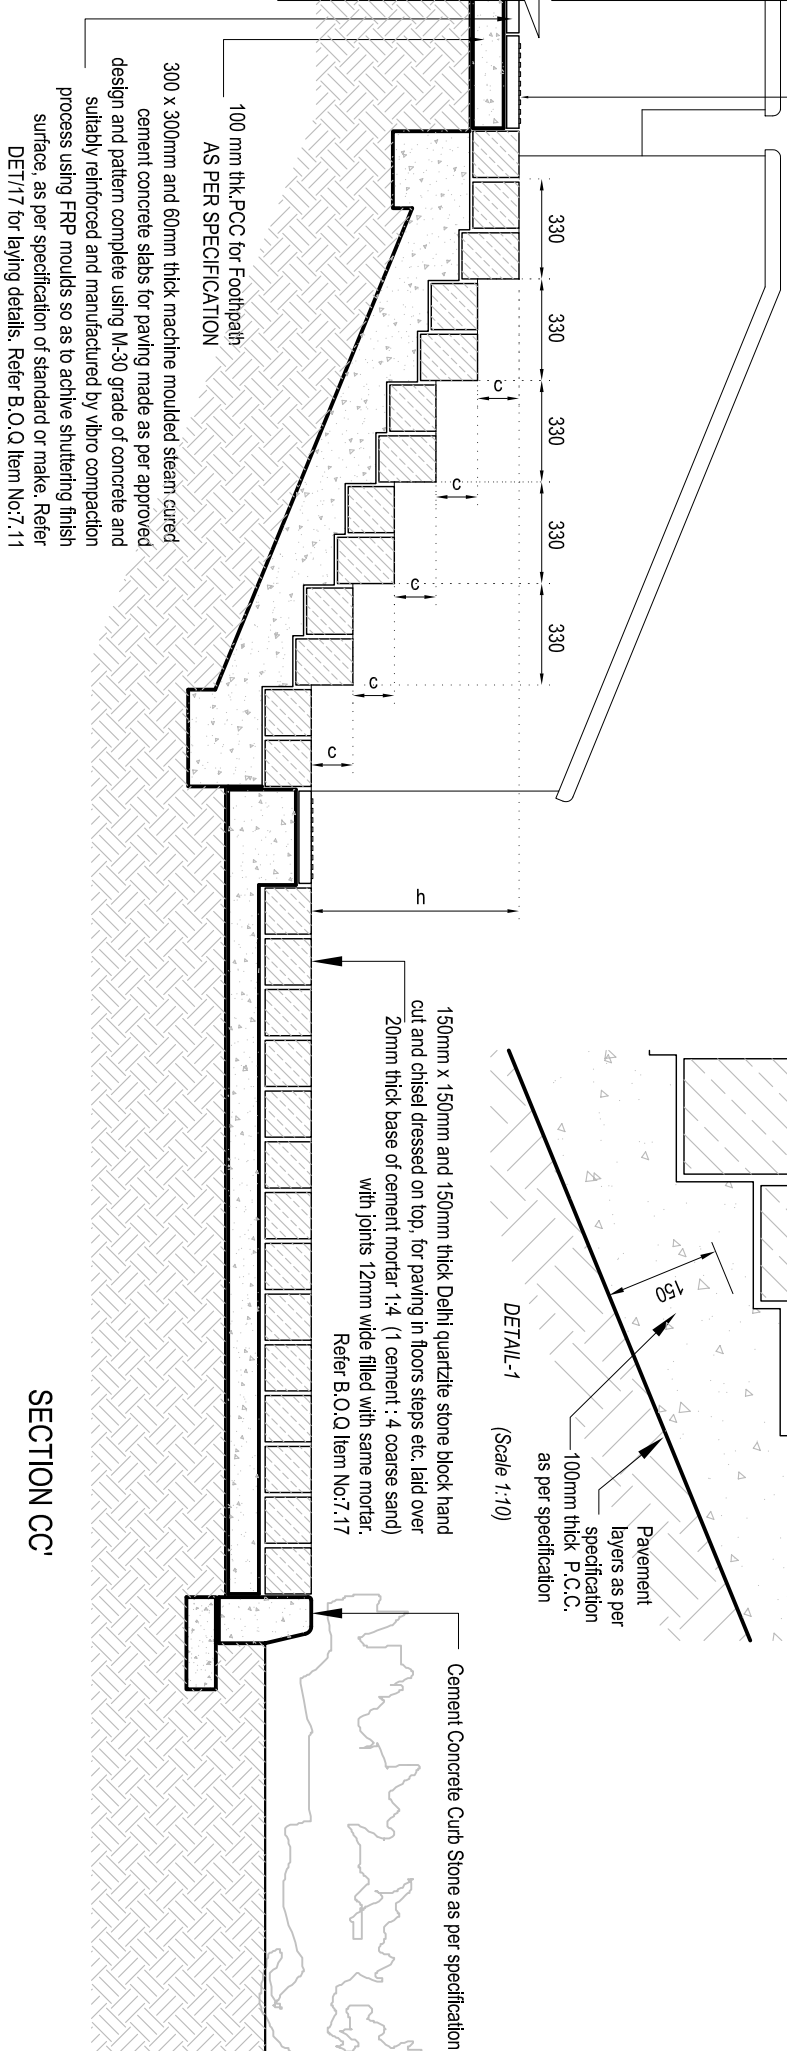 330
330
330
330
330
c
c
c
c
c
h
100 mm thk.PCC for Footpath
AS PER SPECIFICATION
300 x 300mm and 60mm thick machine moulded steam cured
cement concrete slabs for paving made as per approved
design and pattern complete using M-30 grade of concrete and
suitably reinforced and manufactured by vibro compaction
process using FRP moulds so as to achive shuttering finish
surface, as per specification of standard or make. Refer
DET/17 for laying details. Refer B.O.Q Item No:7.11
150mm x 150mm and 150mm thick Delhi quartzite stone block hand
cut and chisel dressed on top, for paving in floors steps etc. laid over
20mm thick base of cement mortar 1:4 (1 cement : 4 coarse sand)
with joints 12mm wide filled with same mortar.
Refer B.O.Q Item No:7.17
150
Pavement
layers as per
specification
100mm thick P.C.C.
as per specification
DETAIL-1 (Scale 1:10)
Cement Concrete Curb Stone as per specification
SECTION CC'